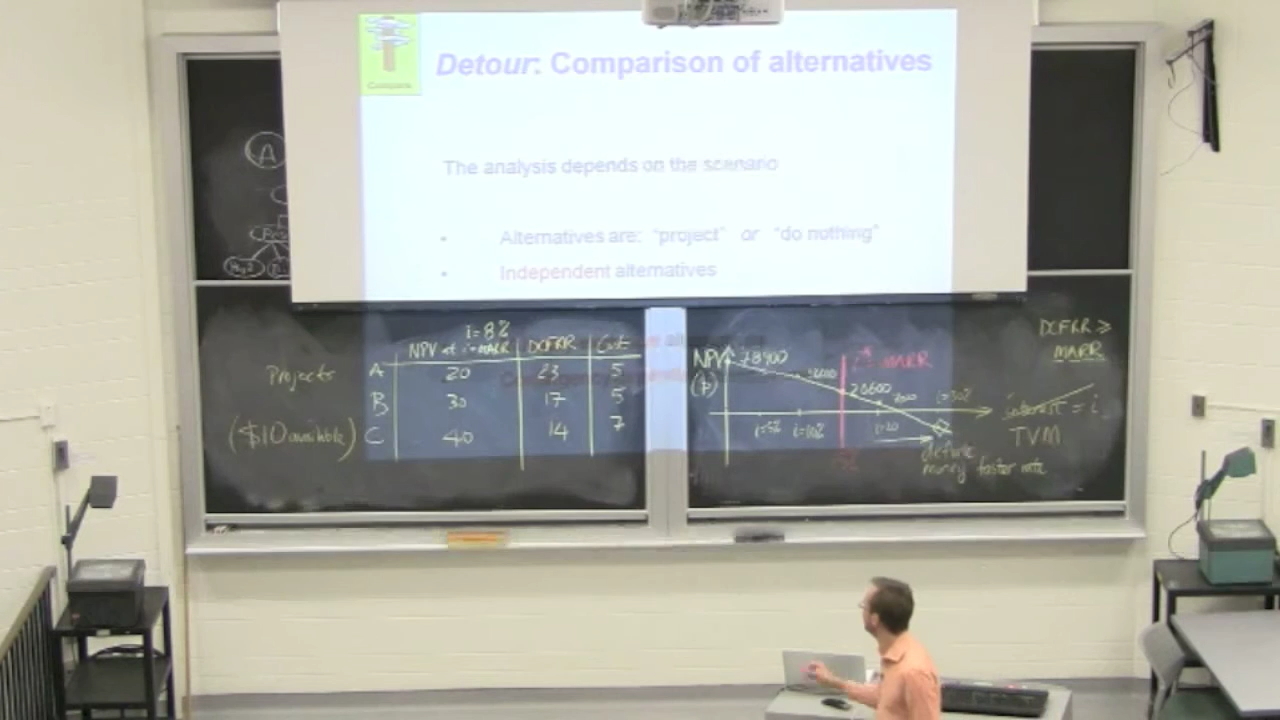 Compare
Detour: Comparison of alternatives
The analysis depends on the scenario
• Alternatives are: "project" or "do nothing"
• Independent alternatives
A
i=8%
NPV at i=MARR DCFRR Cost
Projects A 20 23 5
B 30 17 5
($10 available) C 40 14 7
NPV 78900
(P)
i*=MARR
20600
i=5% i=10% i=20 i=30%
money faster rate
DCFRR ≥
MARR
interest = i
TVM